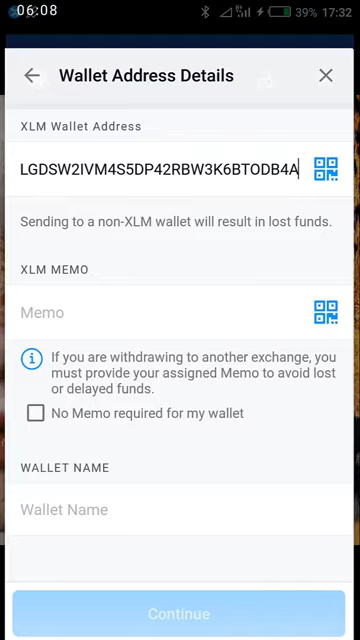 06:08
39% 17:32
Wallet Address Details
XLM Wallet Address
LGDSW2IVM4S5DP42RBW3K6BTODB4A
Sending to a non-XLM wallet will result in lost funds.
XLM MEMO
Memo
If you are withdrawing to another exchange, you
must provide your assigned Memo to avoid lost
or delayed funds.
No Memo required for my wallet
WALLET NAME
Wallet Name
Continue